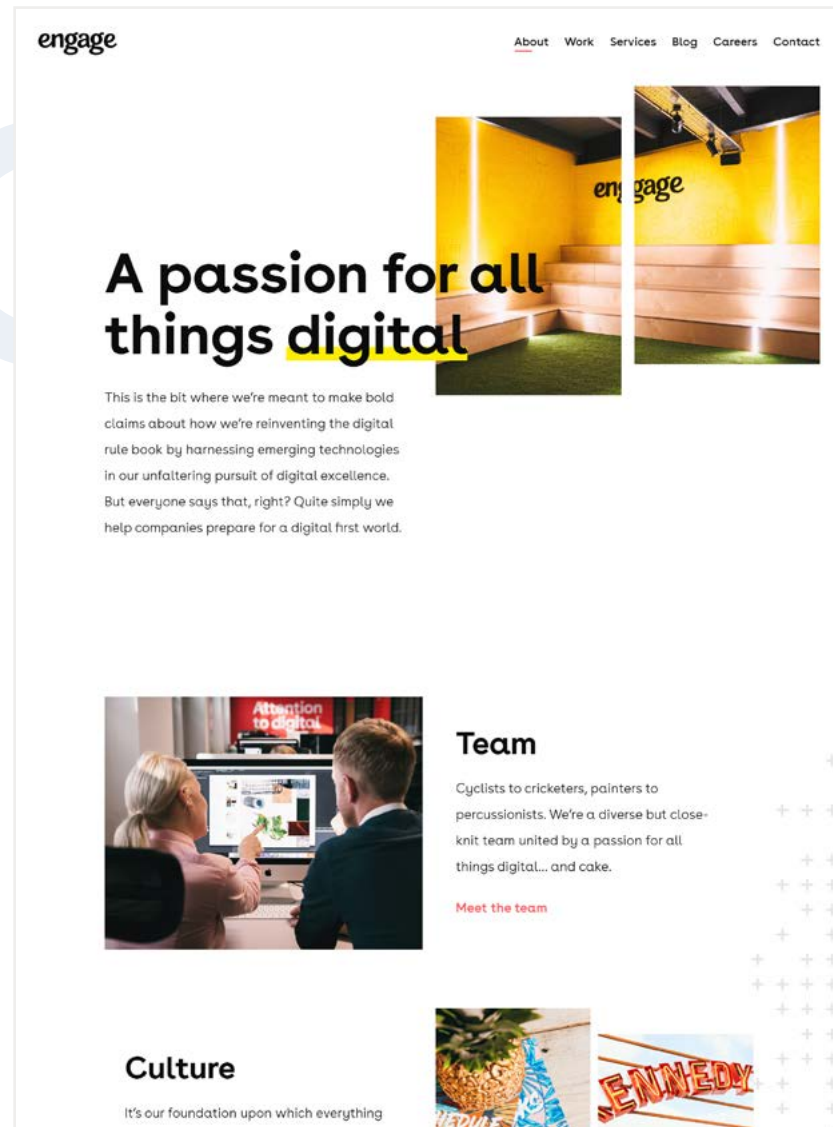 engage
About Work Services Blog Careers Contact
engage
A passion for all
things digital
This is the bit where we're meant to make bold
claims about how we're reinventing the digital
rule book by harnessing emerging technologies
in our unfaltering pursuit of digital excellence.
But everyone says that, right? Quite simply we
help companies prepare for a digital first world.
Attention
to digital
Team
Cyclists to cricketers, painters to
percussionists. We're a diverse but close-
knit team united by a passion for all
things digital... and cake.
Meet the team
Culture
It's our foundation upon which everything
ENNEDY